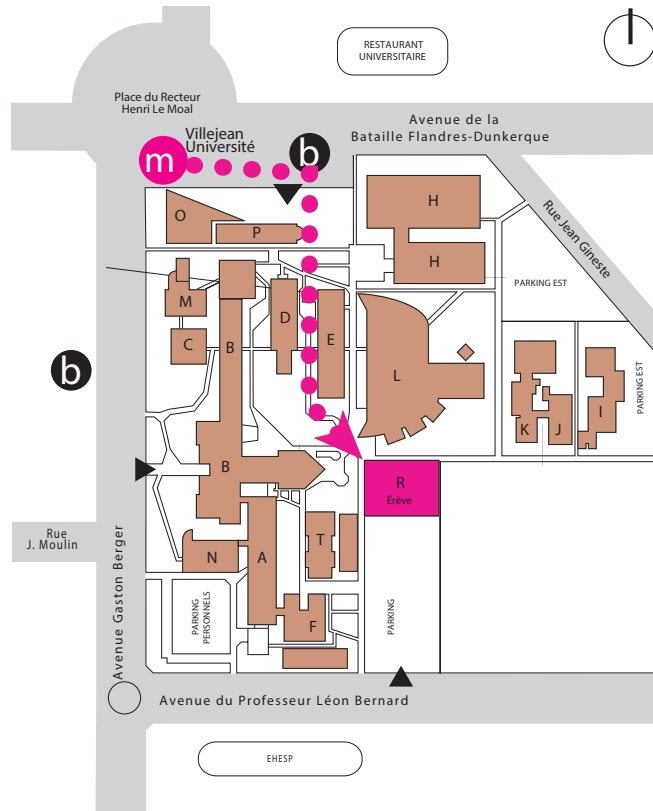 RESTAURANT
UNIVERSITAIRE
Place du Recteur
Henri Le Moal
Avenue de la
Bataille Flandres-Dunkerque
Villejean
Université
m
b
O
P
H
H
Rue Jean Gineste
PARKING EST
M
D
E
C
B
L
b
K
J
I
PARKING EST
B
R
Érève
Rue
J. Moulin
N
A
T
Avenue Gaston Berger
PARKING
PERSONNELS
F
PARKING
Avenue du Professeur Léon Bernard
EHESP